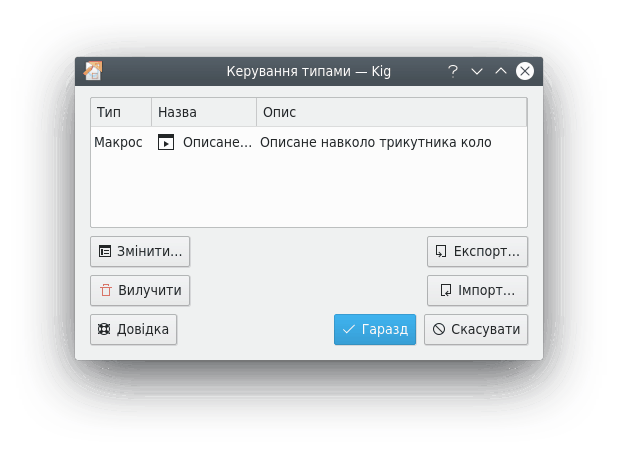 Керування типами — Kig
Тип Назва Опис
Макрос Описане... Описане навколо трикутника коло
Змінити... Експорт...
Вилучити Імпорт...
Довідка Гаразд Скасувати